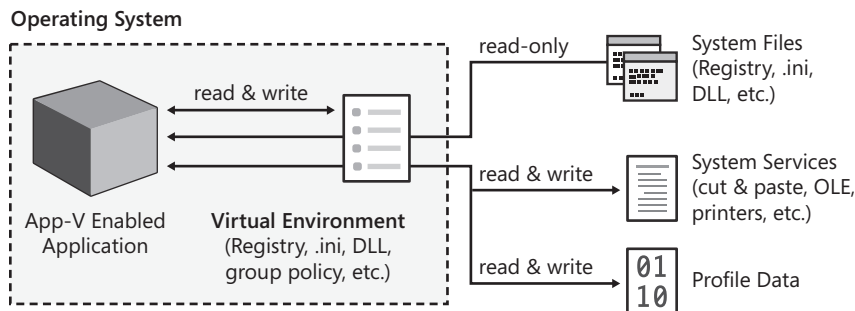 Operating System
read-only
System Files
(Registry, .ini,
DLL, etc.)
read & write
System Services
(cut & paste, OLE,
printers, etc.)
read & write
App-V Enabled
Application
Virtual Environment
(Registry, .ini, DLL,
group policy, etc.)
read & write
01
10
Profile Data